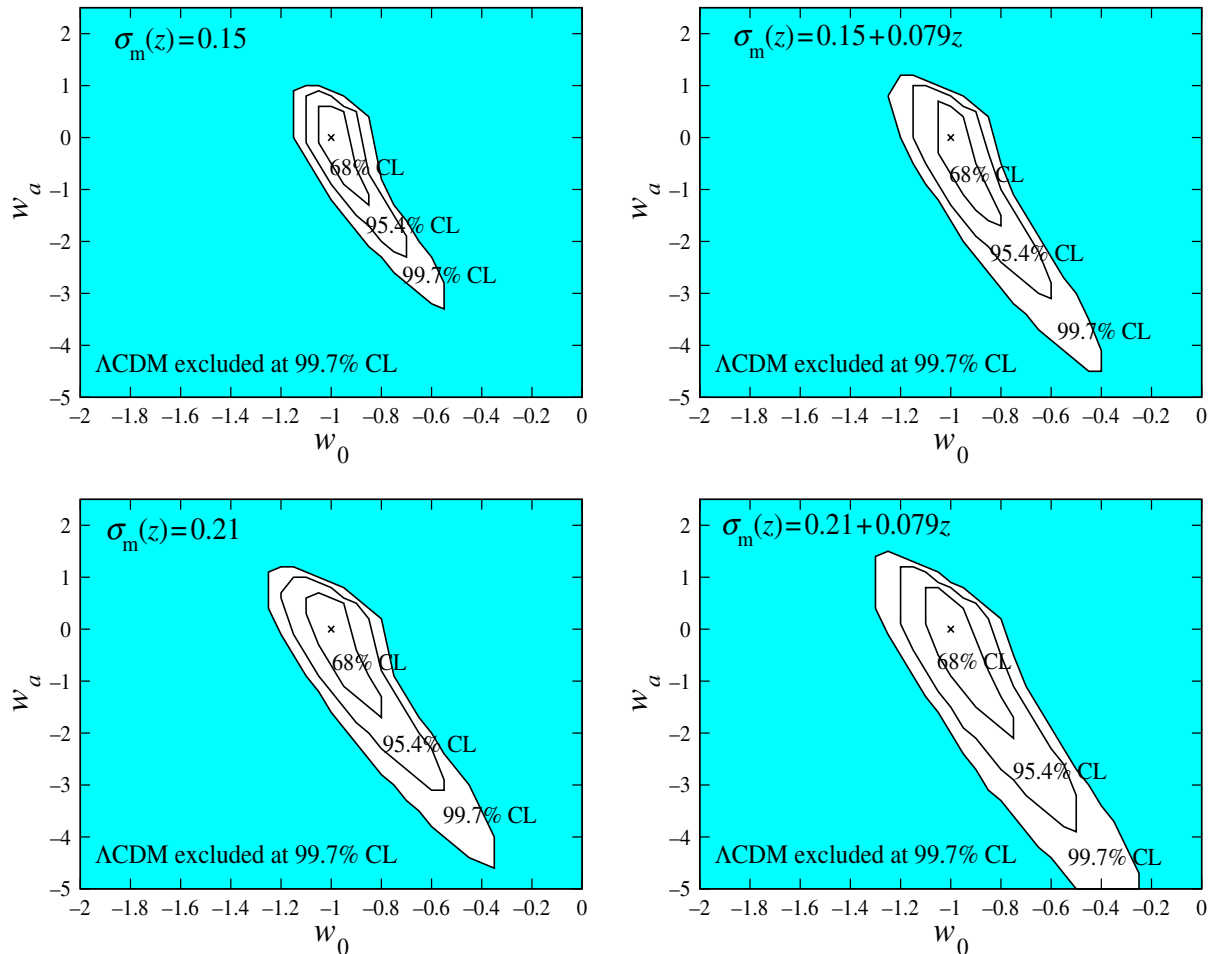 σm(z)=0.15
2
1
0
−1
−2
−3
−4
−5
wa
68% CL
95.4% CL
99.7% CL
ΛCDM excluded at 99.7% CL
−2 −1.8 −1.6 −1.4 −1.2 −1 −0.8 −0.6 −0.4 −0.2 0
w0
σm(z)=0.15+0.079z
2
1
0
−1
−2
−3
−4
−5
wa
68% CL
95.4% CL
99.7% CL
ΛCDM excluded at 99.7% CL
−2 −1.8 −1.6 −1.4 −1.2 −1 −0.8 −0.6 −0.4 −0.2 0
w0
σm(z)=0.21
2
1
0
−1
−2
−3
−4
−5
wa
68% CL
95.4% CL
99.7% CL
ΛCDM excluded at 99.7% CL
−2 −1.8 −1.6 −1.4 −1.2 −1 −0.8 −0.6 −0.4 −0.2 0
w0
σm(z)=0.21+0.079z
2
1
0
−1
−2
−3
−4
−5
wa
68% CL
95.4% CL
99.7% CL
ΛCDM excluded at 99.7% CL
−2 −1.8 −1.6 −1.4 −1.2 −1 −0.8 −0.6 −0.4 −0.2 0
w0